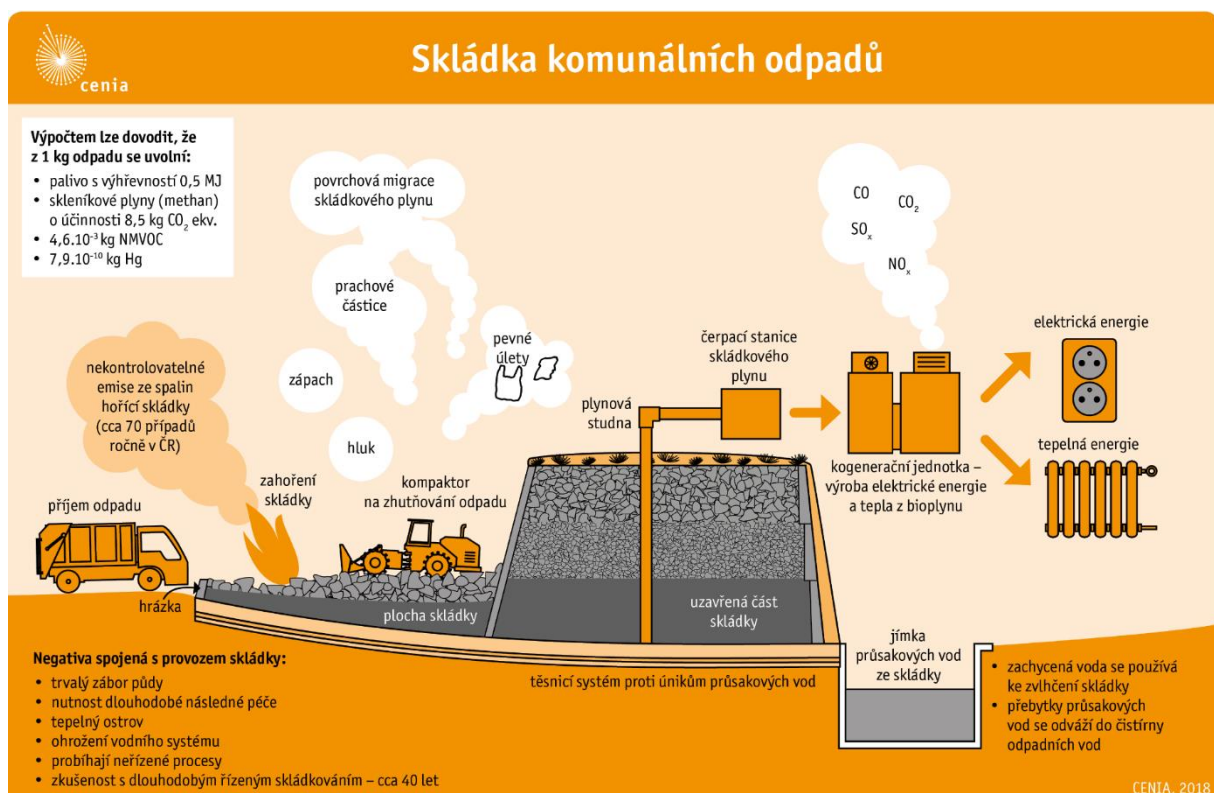 cenia
Skládka komunálních odpadů
Výpočtem lze dovodit, že
z 1 kg odpadu se uvolní:
• palivo s výhřevností 0,5 MJ
• skleníkové plyny (methan)
o účinnosti 8,5 kg CO₂ ekv.
• 4,6.10⁻³ kg NMVOC
• 7,9.10⁻¹⁰ kg Hg
povrchová migrace
skládkového plynu
prachové
částice
pevné
úlety
zápach
hluk
nekontrolovatelné
emise ze spalin
hořící skládky
(cca 70 případů
ročně v ČR)
zahoření
skládky
kompaktor
na zhutňování odpadu
příjem odpadu
hrázka
plocha skládky
uzavřená část
skládky
plynová
studna
čerpací stanice
skládkového
plynu
CO
CO₂
SOₓ
NOₓ
kogenerační jednotka –
výroba elektrické energie
a tepla z bioplynu
elektrická energie
tepelná energie
těsnicí systém proti únikům průsakových vod
jímka
průsakových vod
ze skládky
• zachycená voda se používá
ke zvlhčení skládky
• přebytky průsakových
vod se odváží do čistírny
odpadních vod
Negativa spojená s provozem skládky:
• trvalý zábor půdy
• nutnost dlouhodobé následné péče
• tepelný ostrov
• ohrožení vodního systému
• probíhají neřízené procesy
• zkušenost s dlouhodobým řízeným skládkováním – cca 40 let
CENIA, 2018